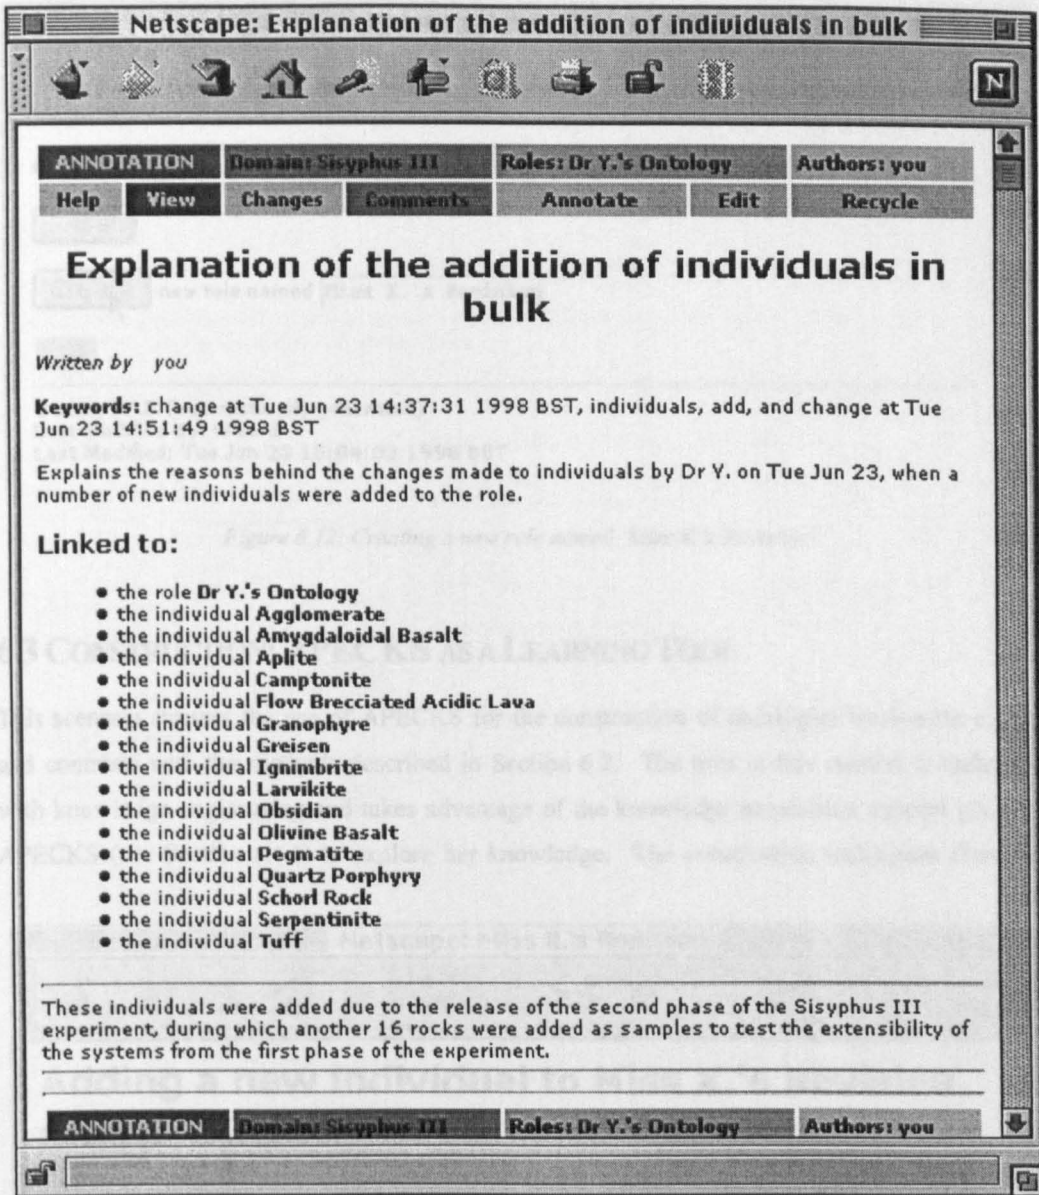 Netscape: Explanation of the addition of individuals in bulk
N
ANNOTATION Domain: Sisyphus III Roles: Dr Y.'s Ontology Authors: you
Help View Changes Comments Annotate Edit Recycle
Explanation of the addition of individuals in
bulk
Written by you
Keywords: change at Tue Jun 23 14:37:31 1998 BST, individuals, add, and change at Tue
Jun 23 14:51:49 1998 BST
Explains the reasons behind the changes made to individuals by Dr Y. on Tue Jun 23, when a
number of new individuals were added to the role.
Linked to:
• the role Dr Y.'s Ontology
• the individual Agglomerate
• the individual Amygdaloidal Basalt
• the individual Aplite
• the individual Camptonite
• the individual Flow Brecciated Acidic Lava
• the individual Granophyre
• the individual Greisen
• the individual Ignimbrite
• the individual Larvikite
• the individual Obsidian
• the individual Olivine Basalt
• the individual Pegmatite
• the individual Quartz Porphyry
• the individual Schorl Rock
• the individual Serpentinite
• the individual Tuff
These individuals were added due to the release of the second phase of the Sisyphus III
experiment, during which another 16 rocks were added as samples to test the extensibility of
the systems from the first phase of the experiment.
ANNOTATION Domain: Sisyphus III Roles: Dr Y.'s Ontology Authors: you